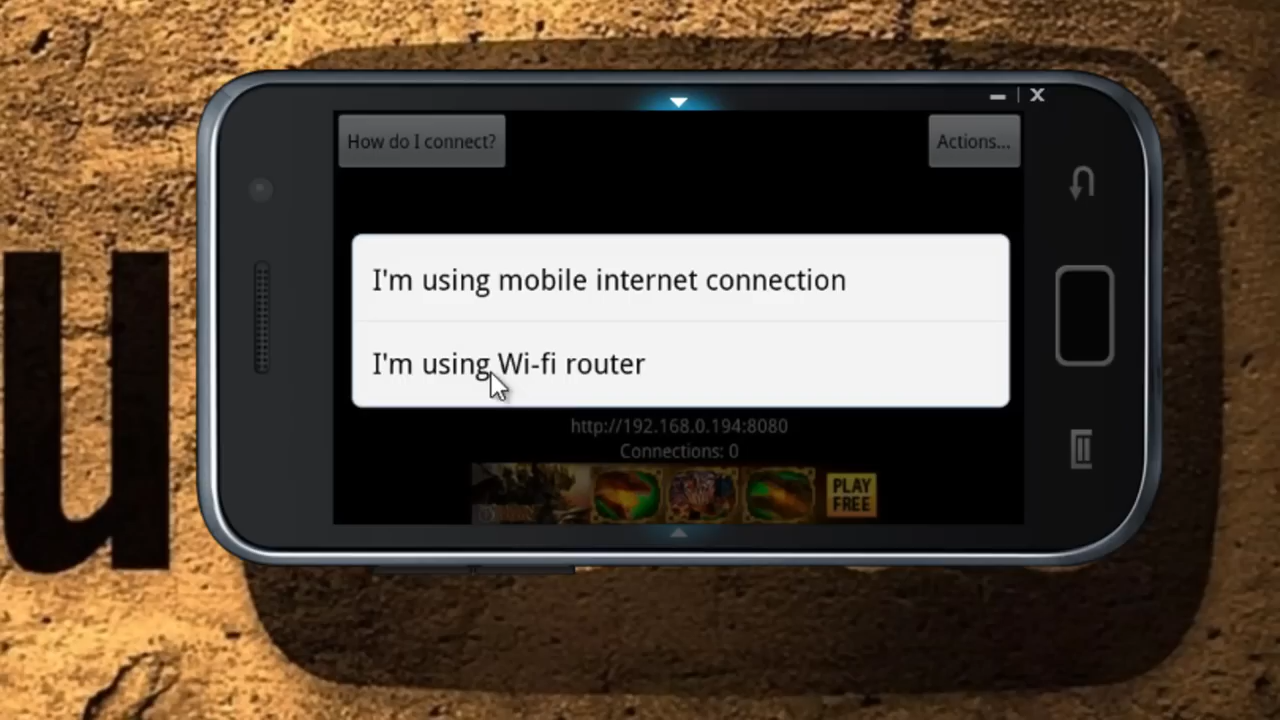 How do I connect?
Actions...
I'm using mobile internet connection
I'm using Wi-fi router
http://192.168.0.194:8080
Connections: 0
PLAY
FREE
u